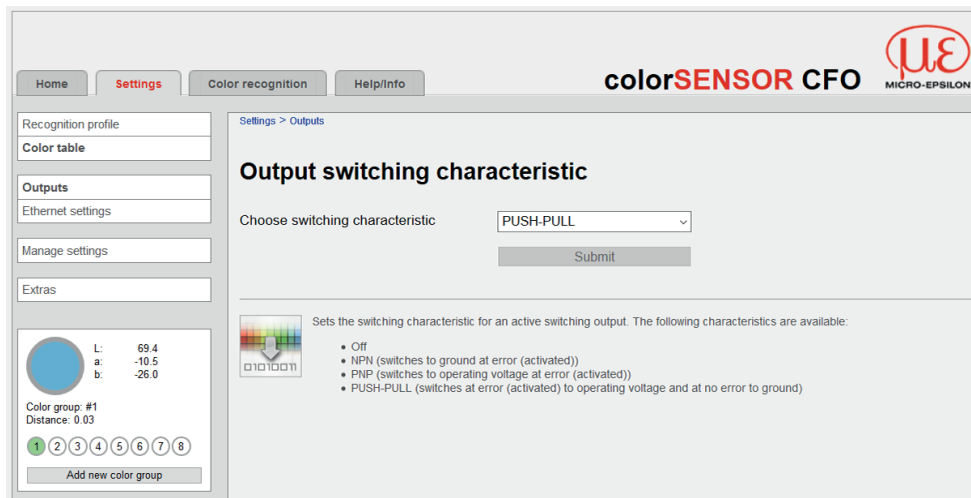 Home
Settings
Color recognition
Help/Info
colorSENSOR CFO
με
MICRO-EPSILON
Recognition profile
Color table
Outputs
Ethernet settings
Manage settings
Extras
L: 69.4
a: -10.5
b: -26.0
Color group: #1
Distance: 0.03
1 2 3 4 5 6 7 8
Add new color group
Settings > Outputs
Output switching characteristic
Choose switching characteristic PUSH-PULL
Submit
01010011
Sets the switching characteristic for an active switching output. The following characteristics are available:
• Off
• NPN (switches to ground at error (activated))
• PNP (switches to operating voltage at error (activated))
• PUSH-PULL (switches at error (activated) to operating voltage and at no error to ground)